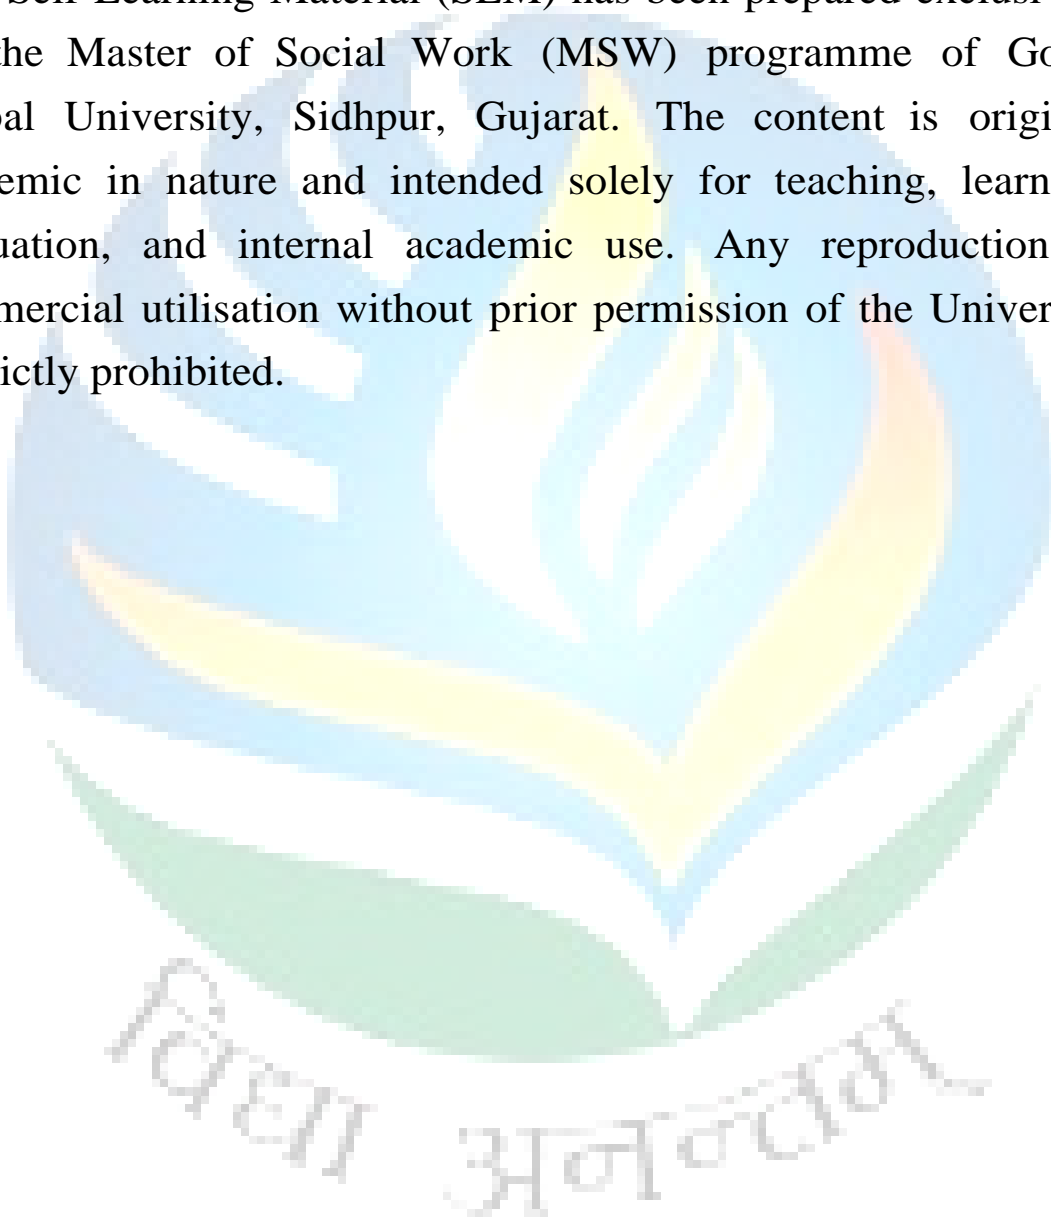 Self-Learning Material (SLM) has been prepared exclusi
the Master of Social Work (MSW) programme of Go
bal University, Sidhpur, Gujarat. The content is origi
emic in nature and intended solely for teaching, learn
uation, and internal academic use. Any reproduction
mercial utilisation without prior permission of the Univer
ictly prohibited.
विद्या अनन्तम्